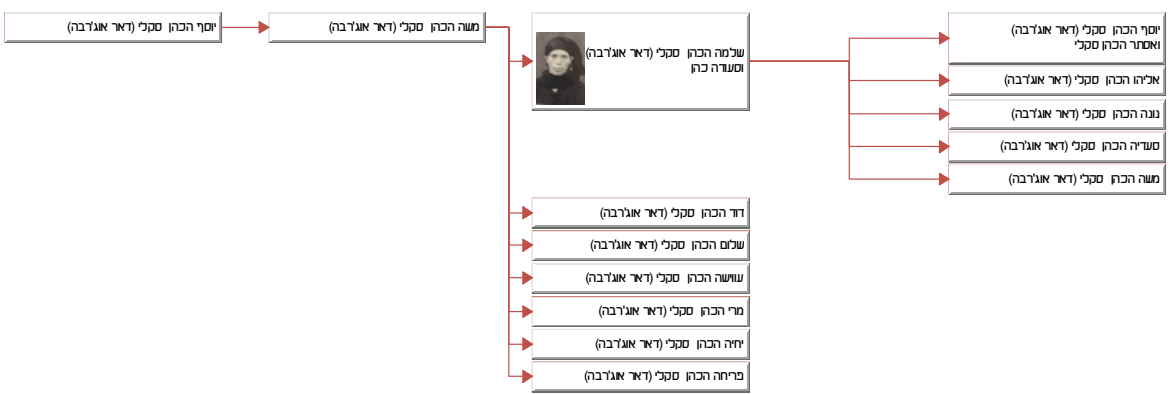 יוסף הכהן סקלי (דאר אוג'רבה)
משה הכהן סקלי (דאר אוג'רבה)
שלמה הכהן סקלי (דאר אוג'רבה)
וסעודה כהן
יוסף הכהן סקלי (דאר אוג'רבה)
ואסתר הכהן סקלי
אליהו הכהן סקלי (דאר אוג'רבה)
נונה הכהן סקלי (דאר אוג'רבה)
סעדיה הכהן סקלי (דאר אוג'רבה)
משה הכהן סקלי (דאר אוג'רבה)
דוד הכהן סקלי (דאר אוג'רבה)
שלום הכהן סקלי (דאר אוג'רבה)
עווישה הכהן סקלי (דאר אוג'רבה)
מרי הכהן סקלי (דאר אוג'רבה)
יחיה הכהן סקלי (דאר אוג'רבה)
פריחה הכהן סקלי (דאר אוג'רבה)